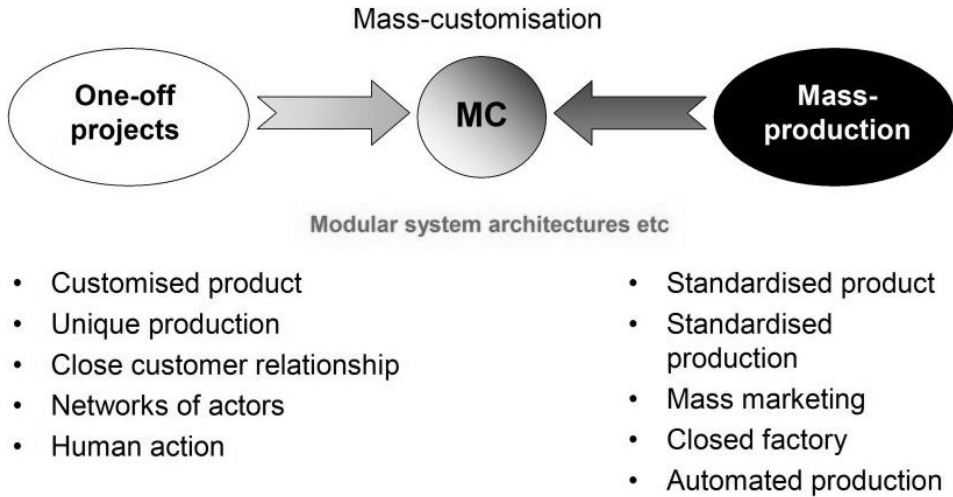 Mass-customisation
One-off
projects
MC
Mass-
production
Modular system architectures etc
• Customised product
• Unique production
• Close customer relationship
• Networks of actors
• Human action
• Standardised product
• Standardised
production
• Mass marketing
• Closed factory
• Automated production